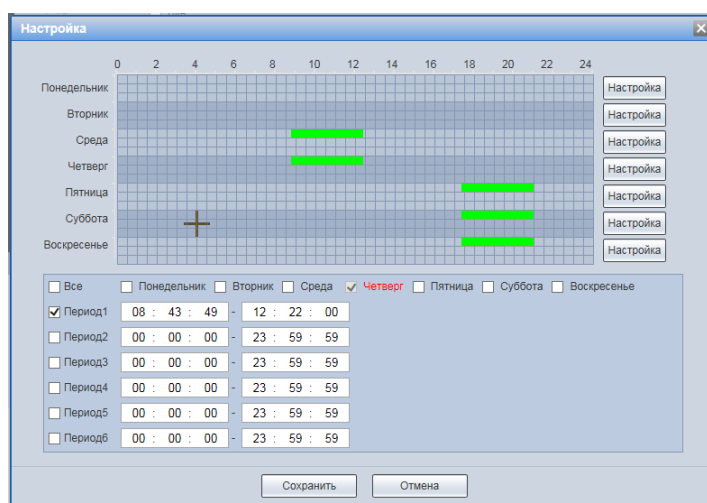 Настройка
0 2 4 6 8 10 12 14 16 18 20 22 24
Понедельник Настройка
Вторник Настройка
Среда Настройка
Четверг Настройка
Пятница Настройка
Суббота Настройка
Воскресенье Настройка
Все Понедельник Вторник Среда Четверг Пятница Суббота Воскресенье
Период1 08 : 43 : 49 - 12 : 22 : 00
Период2 00 : 00 : 00 - 23 : 59 : 59
Период3 00 : 00 : 00 - 23 : 59 : 59
Период4 00 : 00 : 00 - 23 : 59 : 59
Период5 00 : 00 : 00 - 23 : 59 : 59
Период6 00 : 00 : 00 - 23 : 59 : 59
Сохранить Отмена